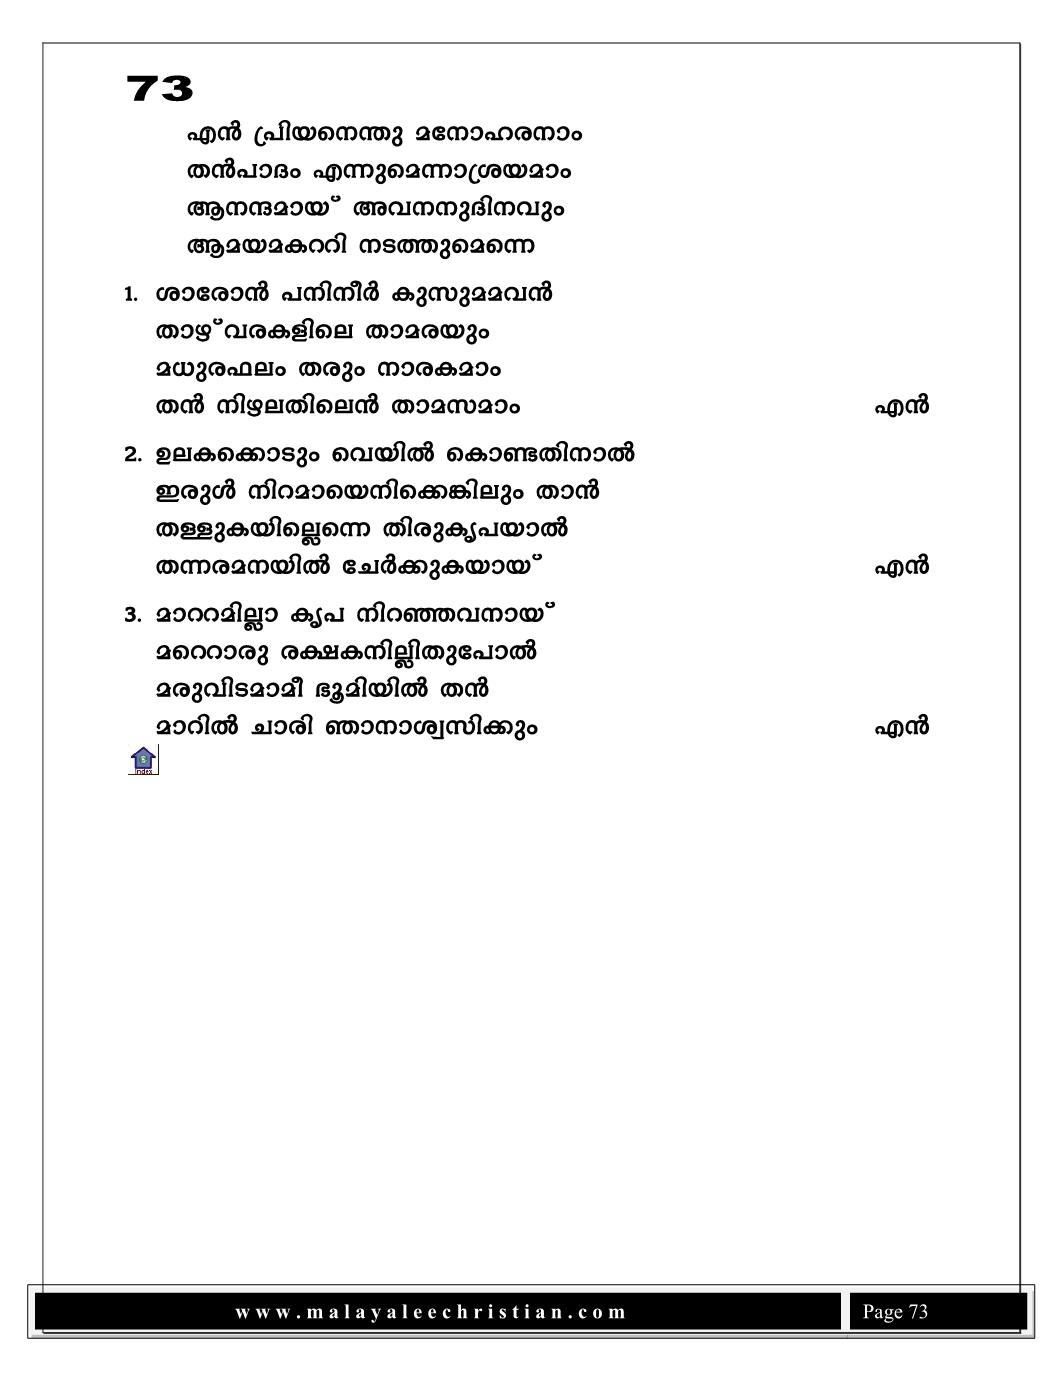 73
എൻ പ്രിയനെന്തു മനോഹരനാം
തൻപാദം എന്നുമെന്നാശ്രയമാം
ആനന്ദമായ് അവനനുദിനവും
ആമയമകററി നടത്തുമെന്നെ
1. ശാരോൻ പനിനീർ കുസുമമവൻ
താഴ്വരകളിലെ താമരയും
മധുരഫലം തരും നാരകമാം
തൻ നിഴലതിലെൻ താമസമാം എൻ
2. ഉലകക്കൊടും വെയിൽ കൊണ്ടതിനാൽ
ഇരുൾ നിറമായെനിക്കെങ്കിലും താൻ
തള്ളുകയില്ലെന്നെ തിരുകൃപയാൽ
തന്നരമനയിൽ ചേർക്കുകയായ് എൻ
3. മാററമില്ലാ കൃപ നിറഞ്ഞവനായ്
മറെറാരു രക്ഷകനില്ലിതുപോൽ
മരുവിടമാമീ ഭൂമിയിൽ തൻ
മാറിൽ ചാരി ഞാനാശ്വസിക്കും എൻ
Index
www.malayaleechristian.com Page 73